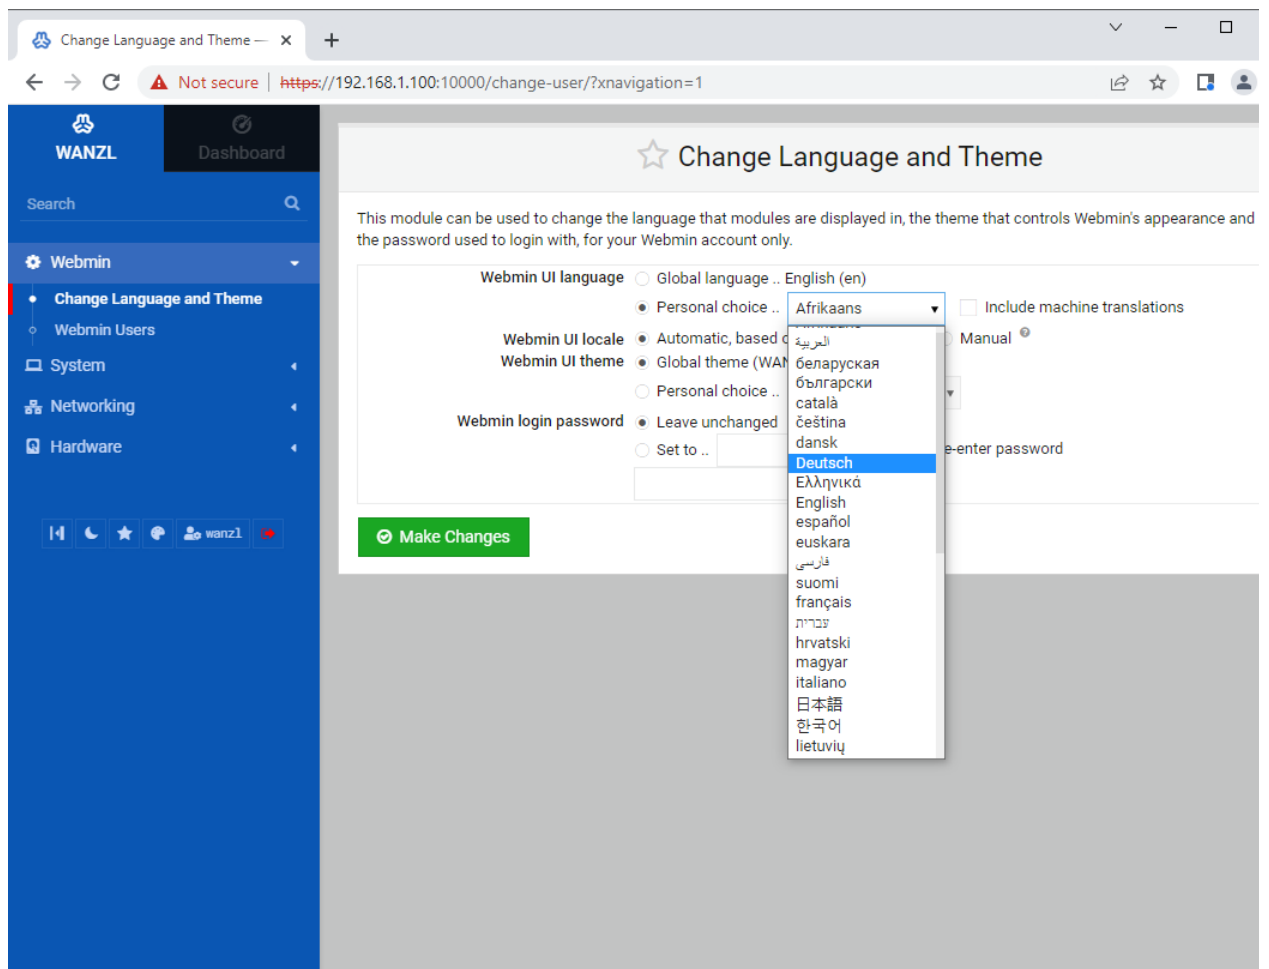 Change Language and Theme —
Not secure | https://192.168.1.100:10000/change-user/?xnavigation=1
WANZL
Dashboard
Search
Webmin
Change Language and Theme
Webmin Users
System
Networking
Hardware
wanzl
Change Language and Theme
This module can be used to change the language that modules are displayed in, the theme that controls Webmin's appearance and
the password used to login with, for your Webmin account only.
Webmin UI language Global language .. English (en)
Personal choice .. Afrikaans Include machine translations
Webmin UI locale Automatic, based Manual
Webmin UI theme Global theme
Personal choice ..
Webmin login password Leave unchanged
Set to .. password
العربية
беларуская
български
català
čeština
dansk
Deutsch
Ελληνικά
English
español
euskara
فارسی
suomi
français
עברית
hrvatski
magyar
italiano
日本語
한국어
lietuvių
Make Changes